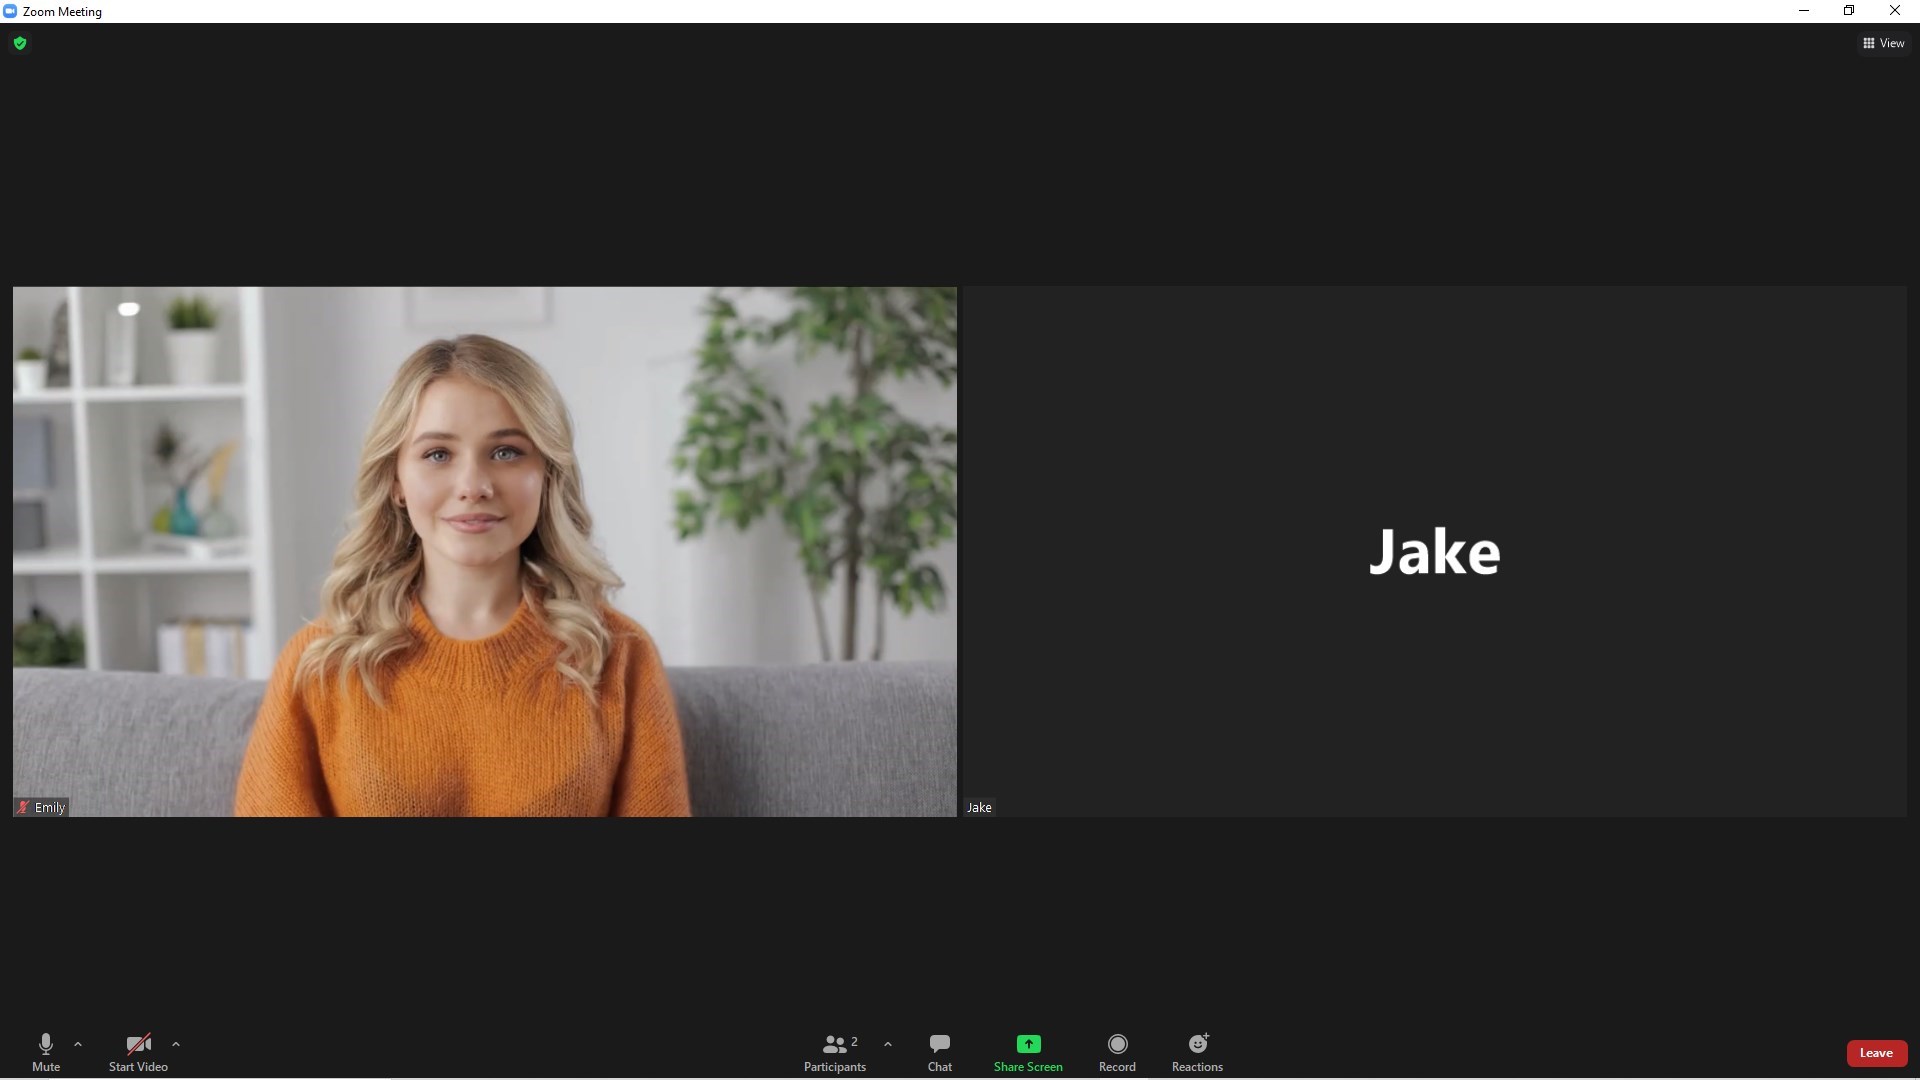 Zoom Meeting
View
Jake
Emily
Jake
Mute
Start Video
Participants
2
Chat
Share Screen
Record
Reactions
Leave